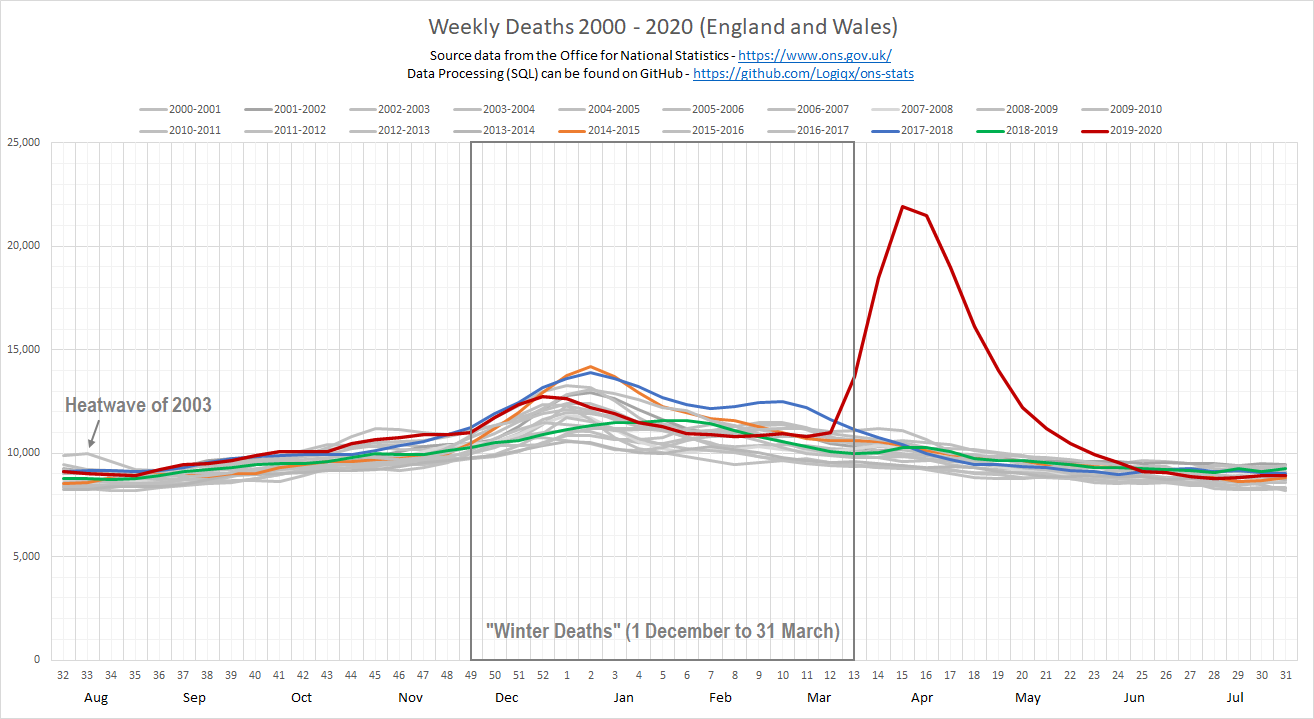 Weekly Deaths 2000 - 2020 (England and Wales)
Source data from the Office for National Statistics - https://www.ons.gov.uk/
Data Processing (SQL) can be found on GitHub - https://github.com/Logiqx/ons-stats
2000-2001 2001-2002 2002-2003 2003-2004 2004-2005 2005-2006 2006-2007 2007-2008 2008-2009 2009-2010
2010-2011 2011-2012 2012-2013 2013-2014 2014-2015 2015-2016 2016-2017 2017-2018 2018-2019 2019-2020
25,000
20,000
15,000
Heatwave of 2003
10,000
5,000
"Winter Deaths" (1 December to 31 March)
0
32 33 34 35 36 37 38 39 40 41 42 43 44 45 46 47 48 49 50 51 52 1 2 3 4 5 6 7 8 9 10 11 12 13 14 15 16 17 18 19 20 21 22 23 24 25 26 27 28 29 30 31
Aug Sep Oct Nov Dec Jan Feb Mar Apr May Jun Jul